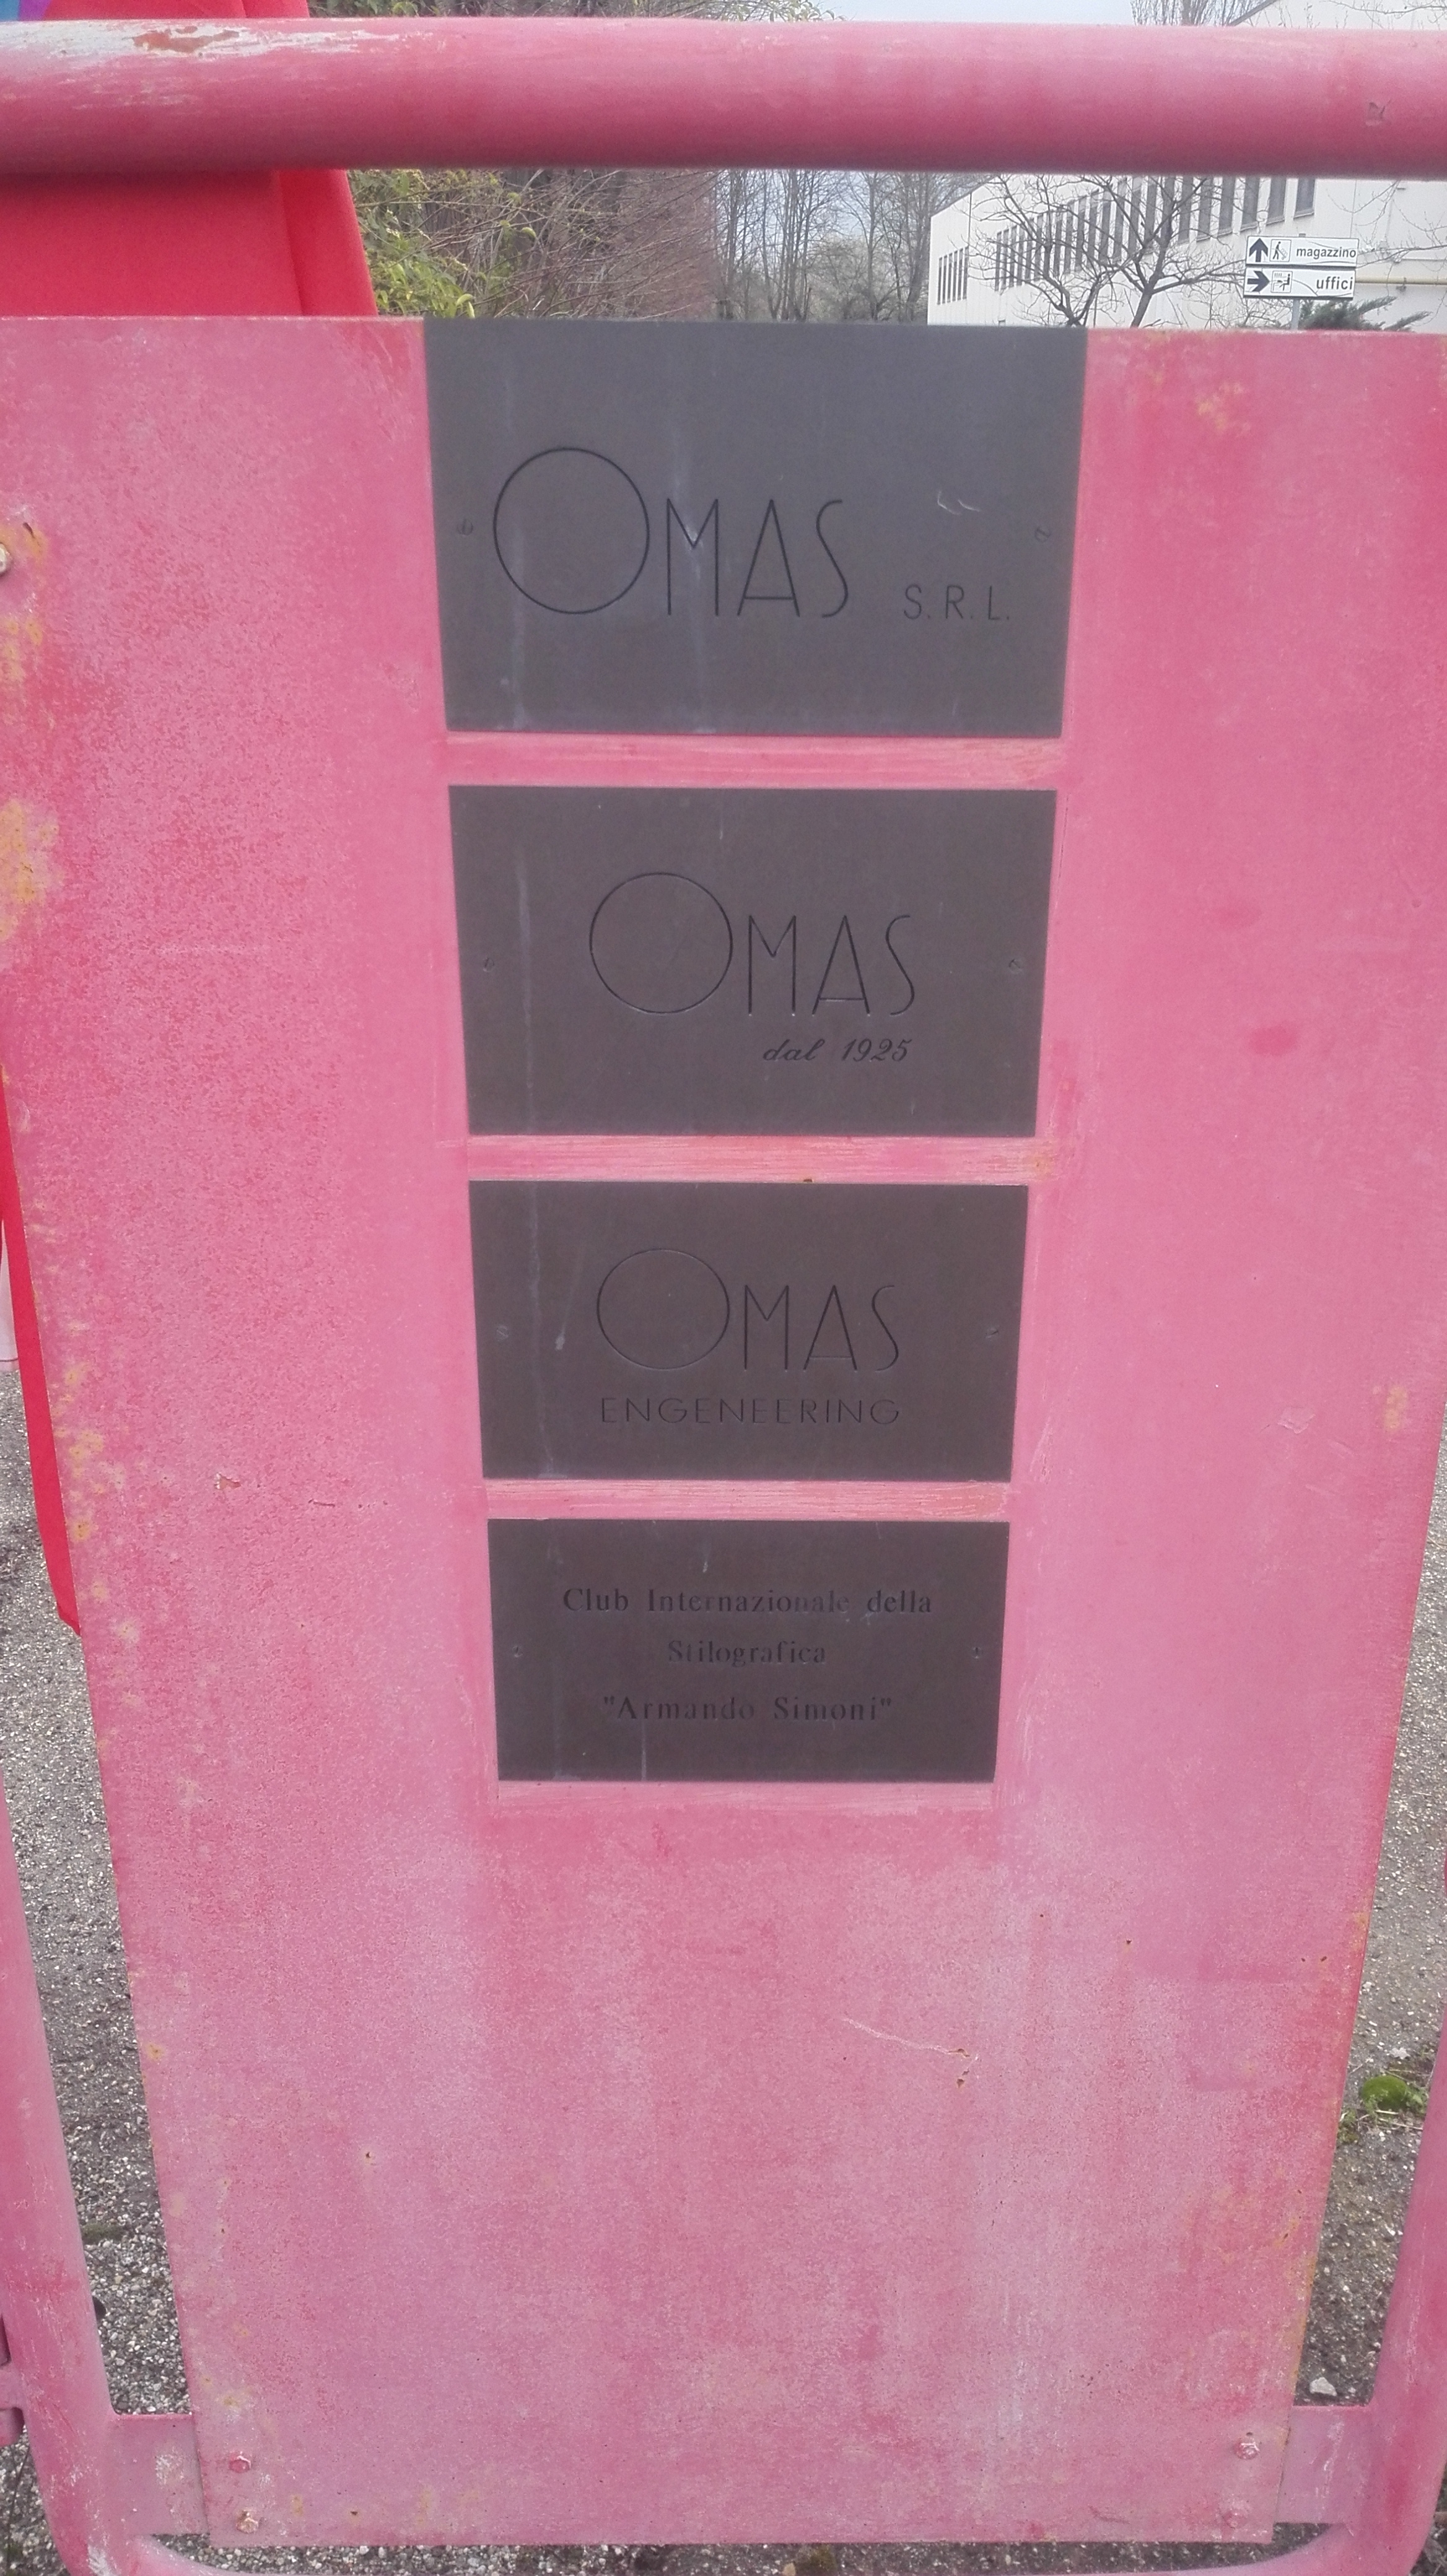 magazzino
uffici
OMAS S.R.L.
OMAS
dal 1925
OMAS
ENGENEERING
Club Internazionale della
Stilografica
"Armando Simoni"